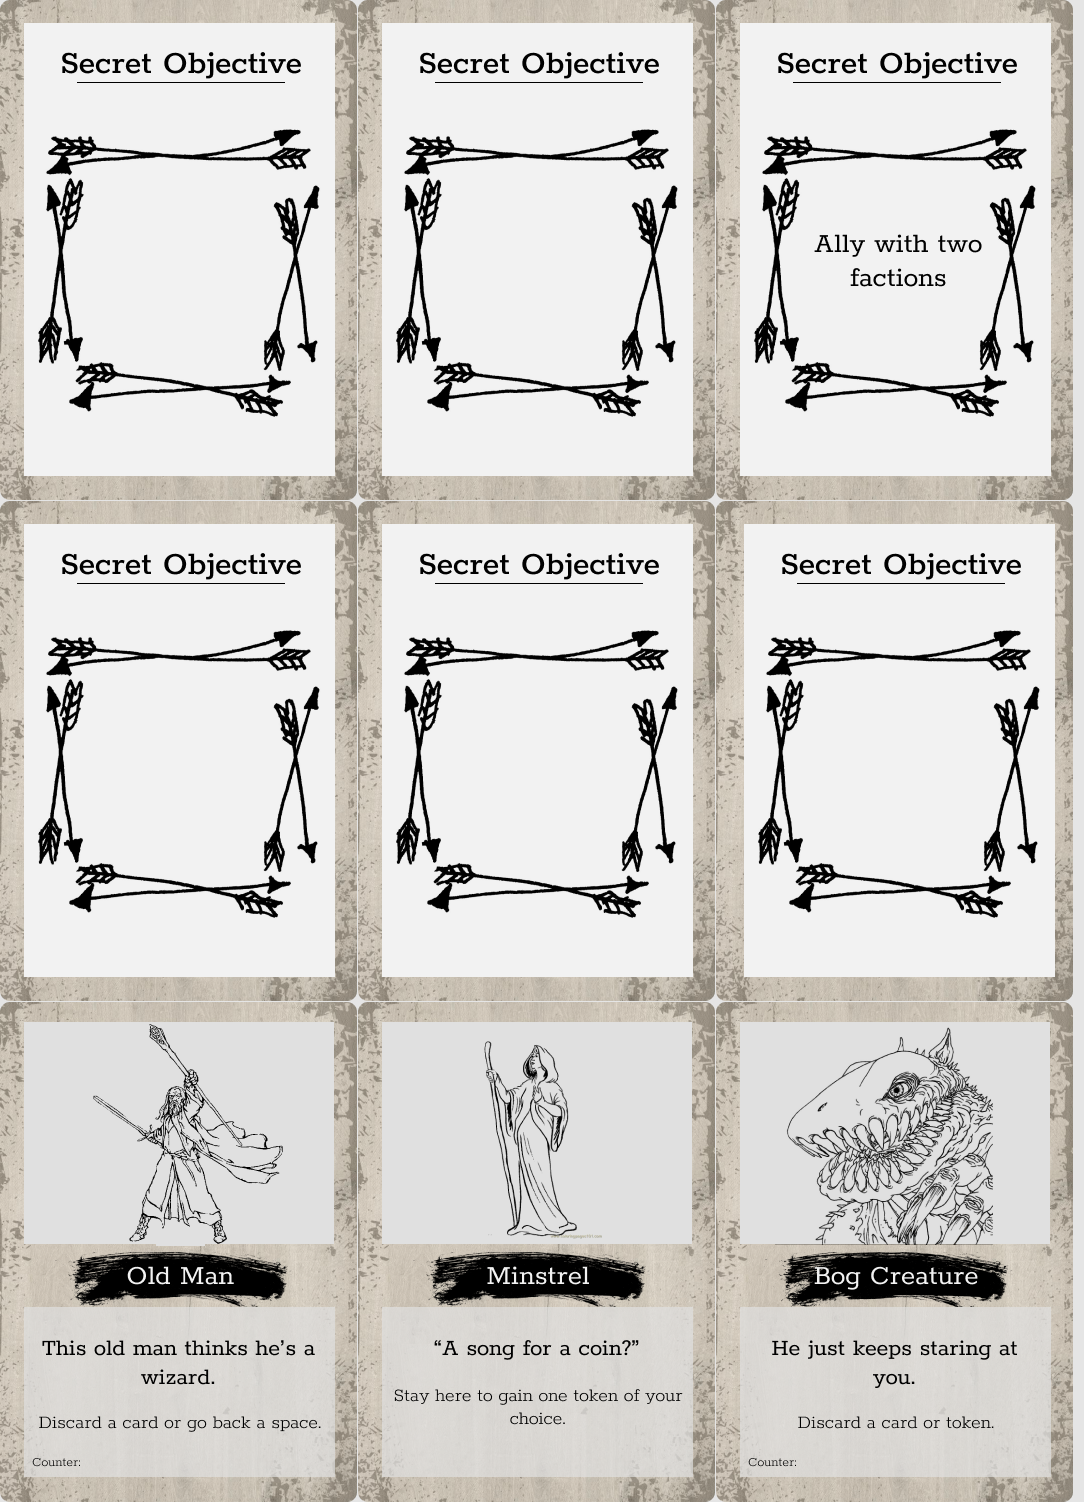 Secret Objective
Secret Objective
Secret Objective
Ally with two
factions
Secret Objective
Secret Objective
Secret Objective
Old Man
This old man thinks he's a
wizard.
Discard a card or go back a space.
Counter:
Minstrel
“A song for a coin?”
Stay here to gain one token of your
choice.
Bog Creature
He just keeps staring at
you.
Discard a card or token.
Counter: